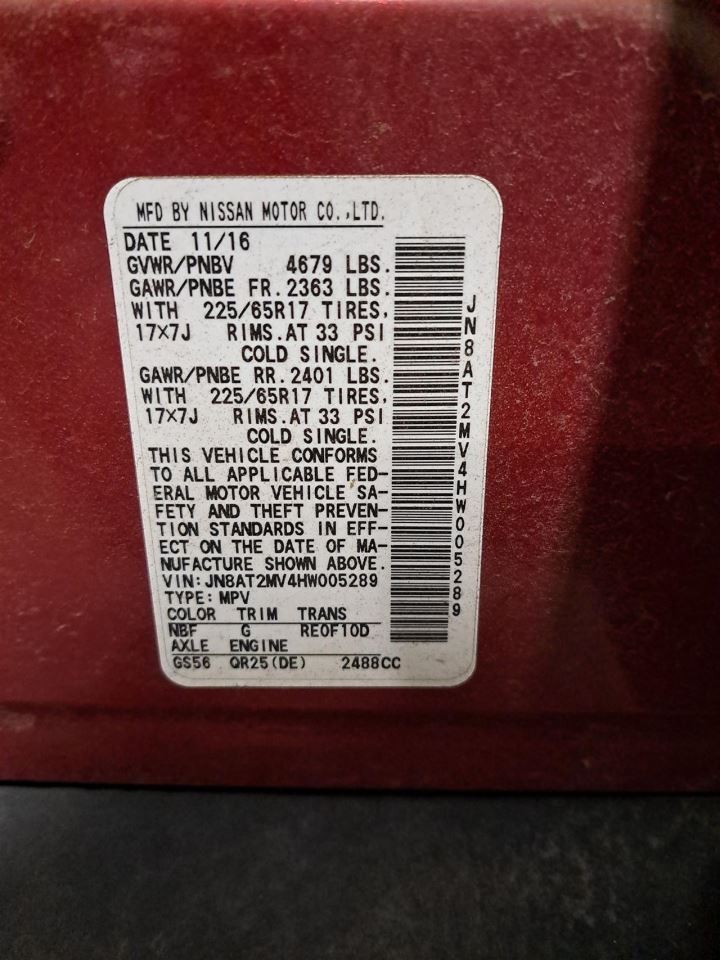 MFD BY NISSAN MOTOR CO.,LTD.
DATE 11/16
GVWR/PNBV 4679 LBS.
GAWR/PNBE FR. 2363 LBS.
WITH 225/65R17 TIRES,
17×7J RIMS.AT 33 PSI
COLD SINGLE.
GAWR/PNBE RR. 2401 LBS.
WITH 225/65R17 TIRES,
17×7J RIMS.AT 33 PSI
COLD SINGLE.
THIS VEHICLE CONFORMS
TO ALL APPLICABLE FED-
ERAL MOTOR VEHICLE SA-
FETY AND THEFT PREVEN-
TION STANDARDS IN EFF-
ECT ON THE DATE OF MA-
NUFACTURE SHOWN ABOVE.
VIN:JN8AT2MV4HW005289
TYPE:MPV
COLOR TRIM TRANS
NBF G RE0F10D
AXLE ENGINE
GS56 QR25(DE) 2488CC
JN8AT2MV4HW005289